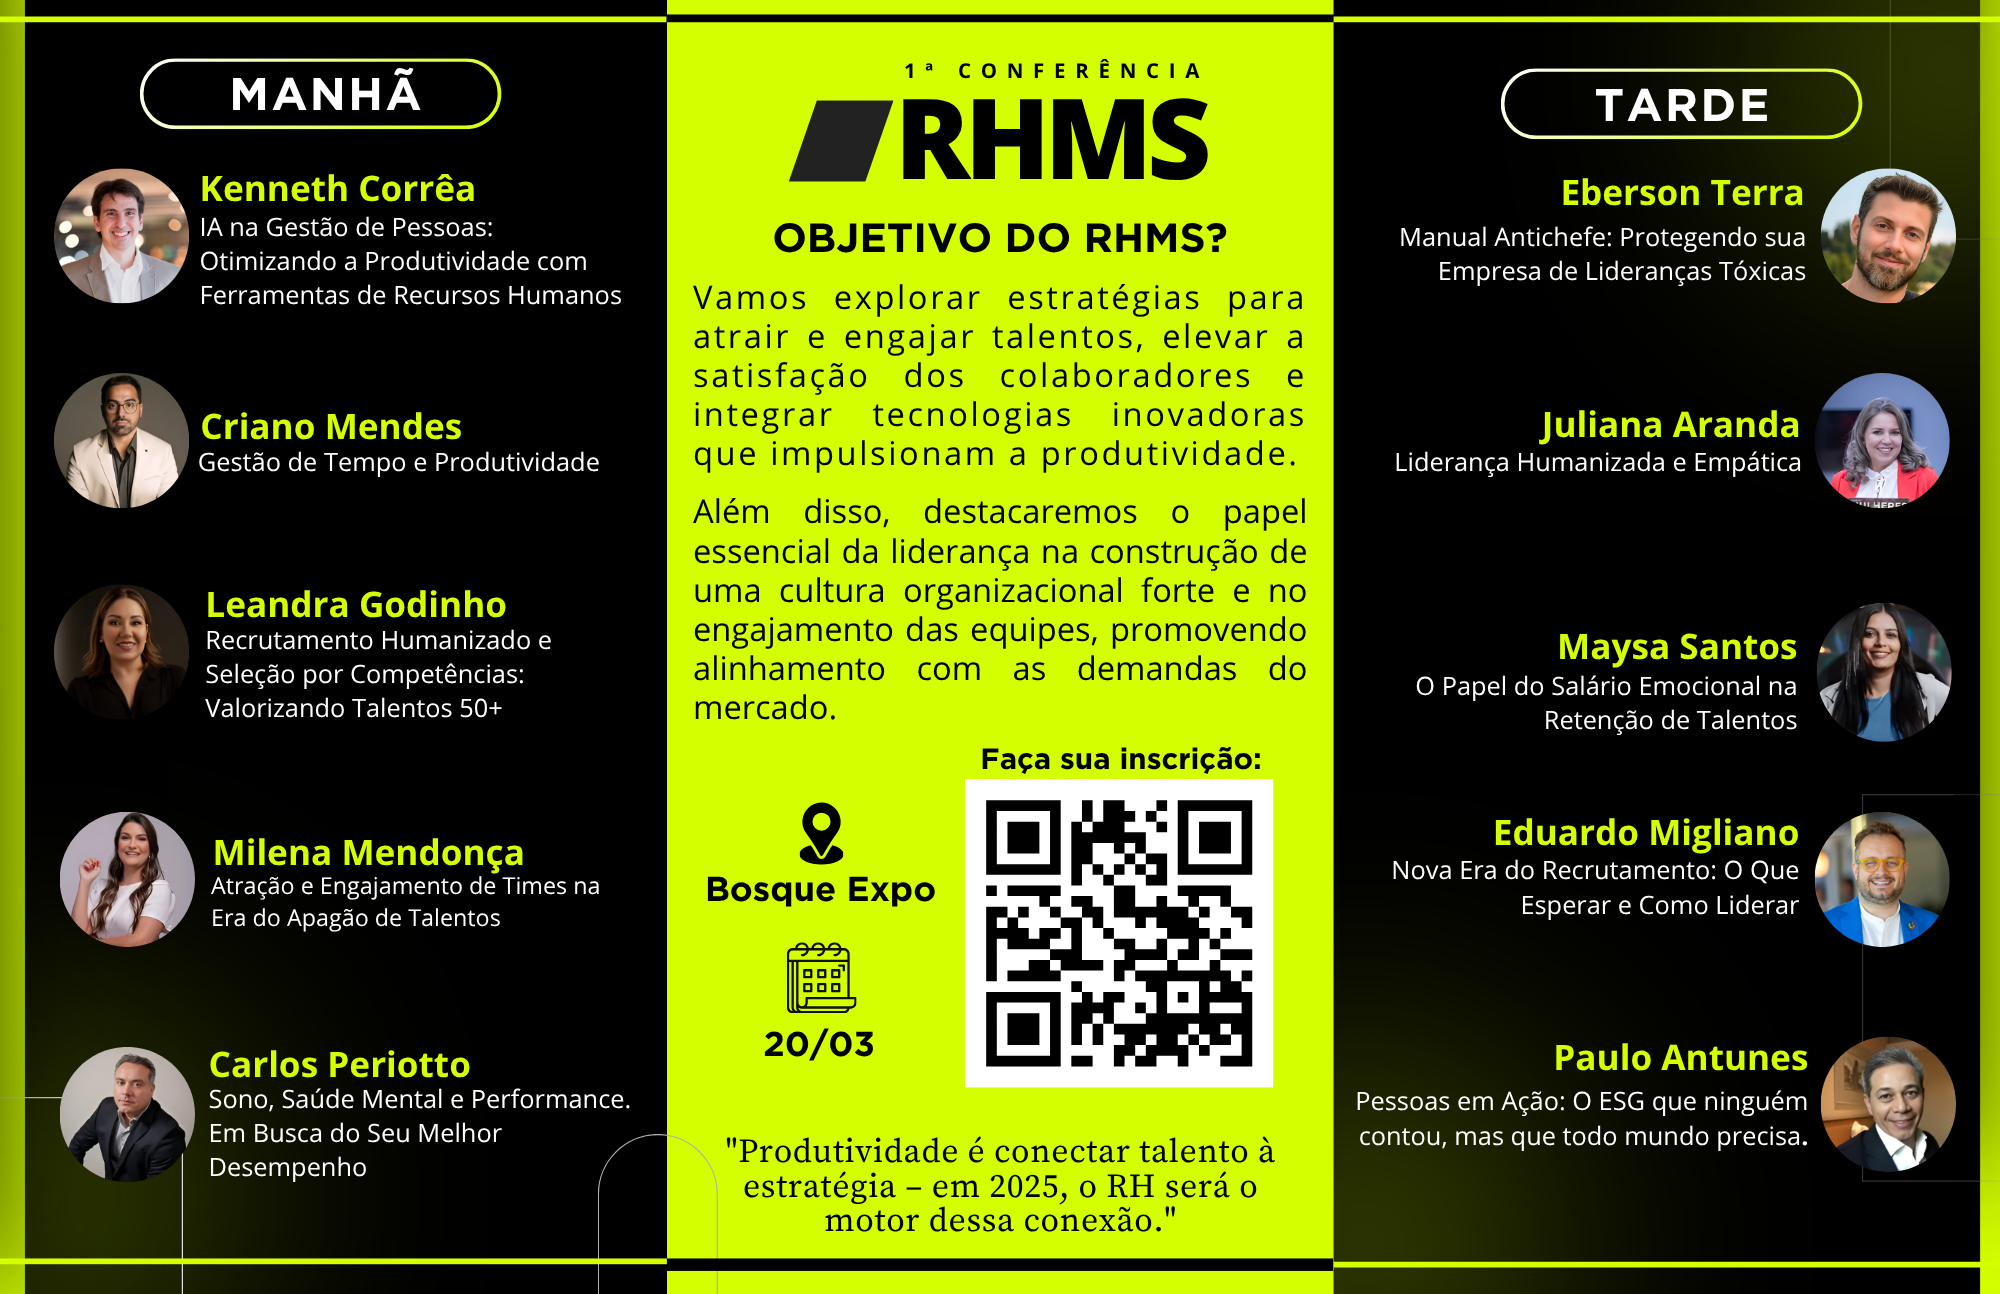 MANHÃ
Kenneth Corrêa
IA na Gestão de Pessoas:
Otimizando a Produtividade com
Ferramentas de Recursos Humanos
Criano Mendes
Gestão de Tempo e Produtividade
Leandra Godinho
Recrutamento Humanizado e
Seleção por Competências:
Valorizando Talentos 50+
Milena Mendonça
Atração e Engajamento de Times na
Era do Apagão de Talentos
Carlos Periotto
Sono, Saúde Mental e Performance.
Em Busca do Seu Melhor
Desempenho
1ª CONFERÊNCIA
RHMS
OBJETIVO DO RHMS?
Vamos explorar estratégias para
atrair e engajar talentos, elevar a
satisfação dos colaboradores e
integrar tecnologias inovadoras
que impulsionam a produtividade.
Além disso, destacaremos o papel
essencial da liderança na construção de
uma cultura organizacional forte e no
engajamento das equipes, promovendo
alinhamento com as demandas do
mercado.
Faça sua inscrição:
Bosque Expo
20/03
"Produtividade é conectar talento à
estratégia – em 2025, o RH será o
motor dessa conexão."
TARDE
Eberson Terra
Manual Antichefe: Protegendo sua
Empresa de Lideranças Tóxicas
Juliana Aranda
Liderança Humanizada e Empática
Maysa Santos
O Papel do Salário Emocional na
Retenção de Talentos
Eduardo Migliano
Nova Era do Recrutamento: O Que
Esperar e Como Liderar
Paulo Antunes
Pessoas em Ação: O ESG que ninguém
contou, mas que todo mundo precisa.